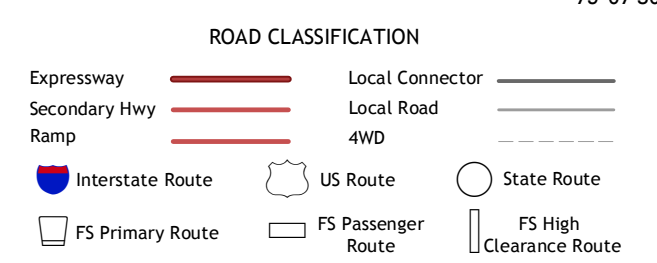 ROAD CLASSIFICATION
Expressway
Local Connector
Secondary Hwy
Local Road
Ramp
4WD
Interstate Route
US Route
State Route
FS Primary Route
FS Passenger
Route
FS High
Clearance Route